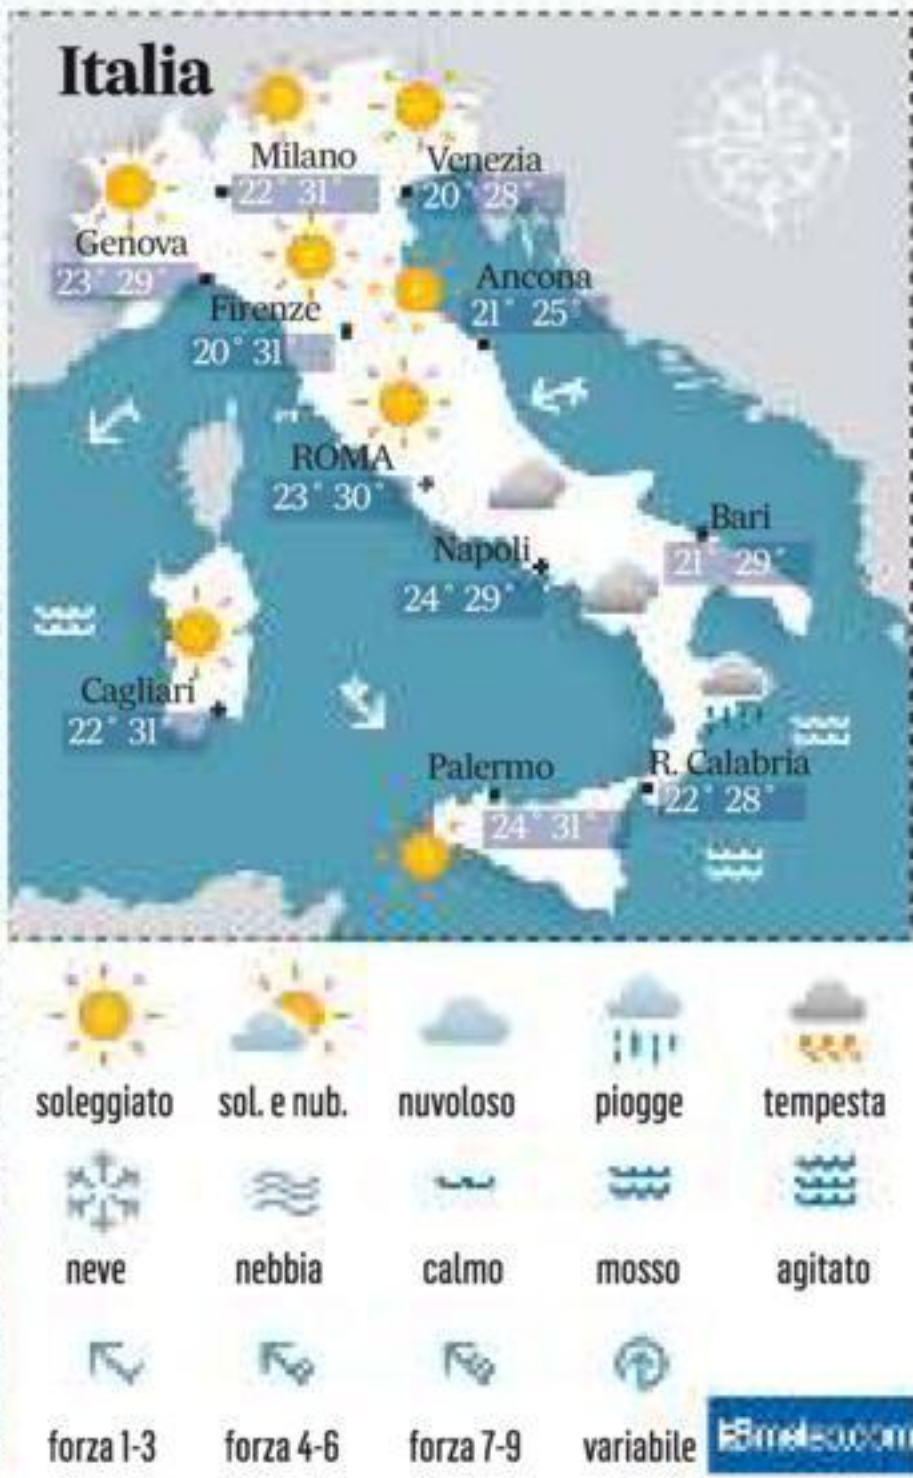 Italia
Milano
22° 31°
Venezia
20° 28°
Genova
23° 29°
Firenze
20° 31°
Ancona
21° 25°
ROMA
23° 30°
Bari
21° 29°
Napoli
24° 29°
Cagliari
22° 31°
Palermo
24° 31°
R. Calabria
22° 28°
soleggiato sol. e nub. nuvoloso piogge tempesta
neve nebbia calmo mosso agitato
forza 1-3 forza 4-6 forza 7-9 variabile